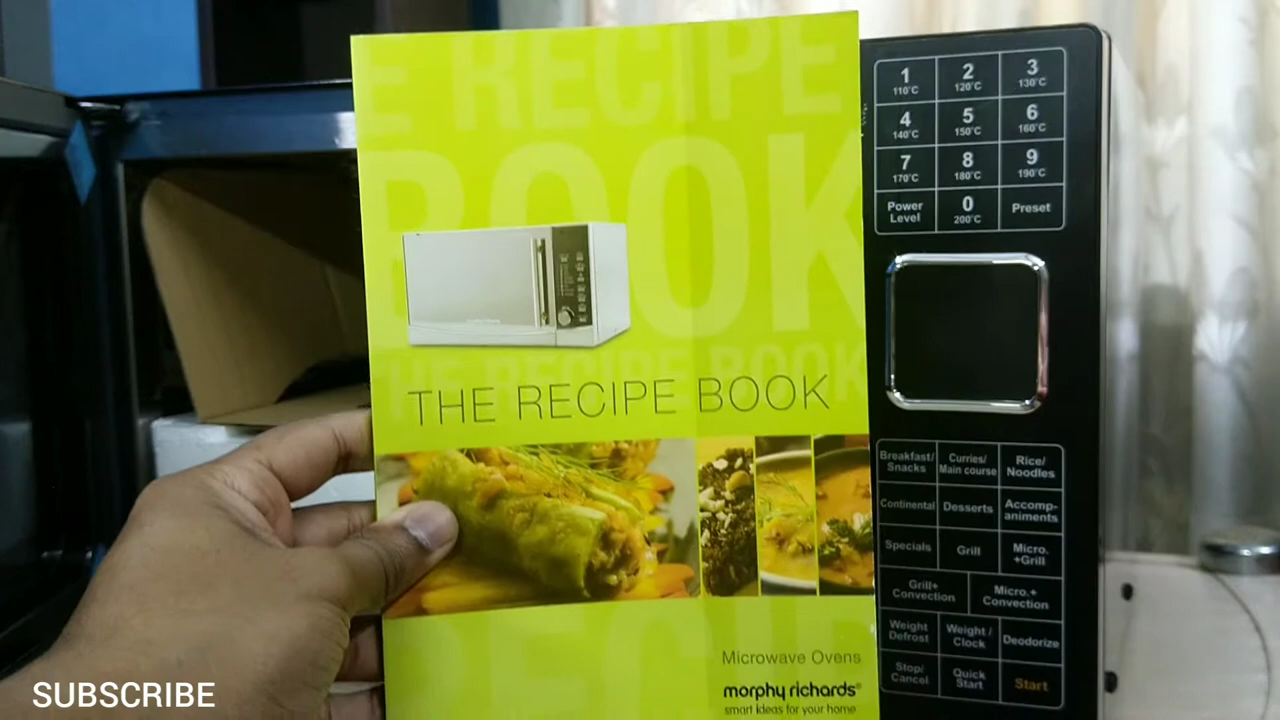 E RECIPE
BOOK
THE RECIPE BOOK
THE RECIPE BOOK
Microwave Ovens
morphy richards®
smart ideas for your home
1 2 3
110°C 120°C 130°C
4 5 6
140°C 150°C 160°C
7 8 9
170°C 180°C 190°C
Power Level 0 Preset
200°C
Breakfast/ Snacks Curries/ Main course Rice/ Noodles
Continental Desserts Accomp-animents
Specials Grill Micro. +Grill
Grill+ Convection Micro.+ Convection
Weight Defrost Weight / Clock Deodorize
Stop/ Cancel Quick Start Start
SUBSCRIBE